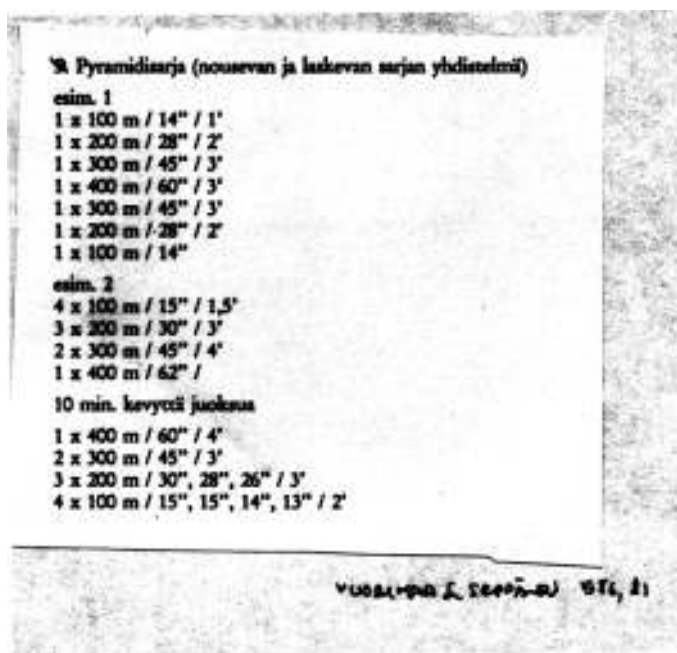 9. Pyramidisarja (nousevan ja laskevan sarjan yhdistelmä)
esim. 1
1 x 100 m / 14" / 1'
1 x 200 m / 28" / 2'
1 x 300 m / 45" / 3'
1 x 400 m / 60" / 3'
1 x 300 m / 45" / 3'
1 x 200 m / 28" / 2'
1 x 100 m / 14"
esim. 2
4 x 100 m / 15" / 1,5'
3 x 200 m / 30" / 3'
2 x 300 m / 45" / 4'
1 x 400 m / 62" /
10 min. kevyttä juoksua
1 x 400 m / 60" / 4'
2 x 300 m / 45" / 3'
3 x 200 m / 30", 28", 26" / 3'
4 x 100 m / 15", 15", 14", 13" / 2'